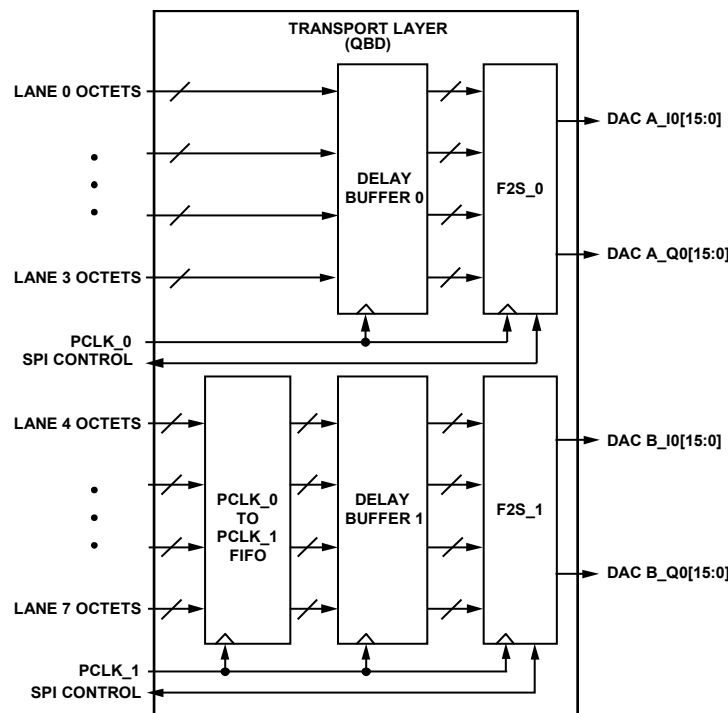 TRANSPORT LAYER
(QBD)
LANE 0 OCTETS
LANE 3 OCTETS
DELAY
BUFFER 0
F2S_0
DAC A_I0[15:0]
DAC A_Q0[15:0]
PCLK_0
SPI CONTROL
LANE 4 OCTETS
LANE 7 OCTETS
PCLK_0
TO
PCLK_1
FIFO
DELAY
BUFFER 1
F2S_1
DAC B_I0[15:0]
DAC B_Q0[15:0]
PCLK_1
SPI CONTROL